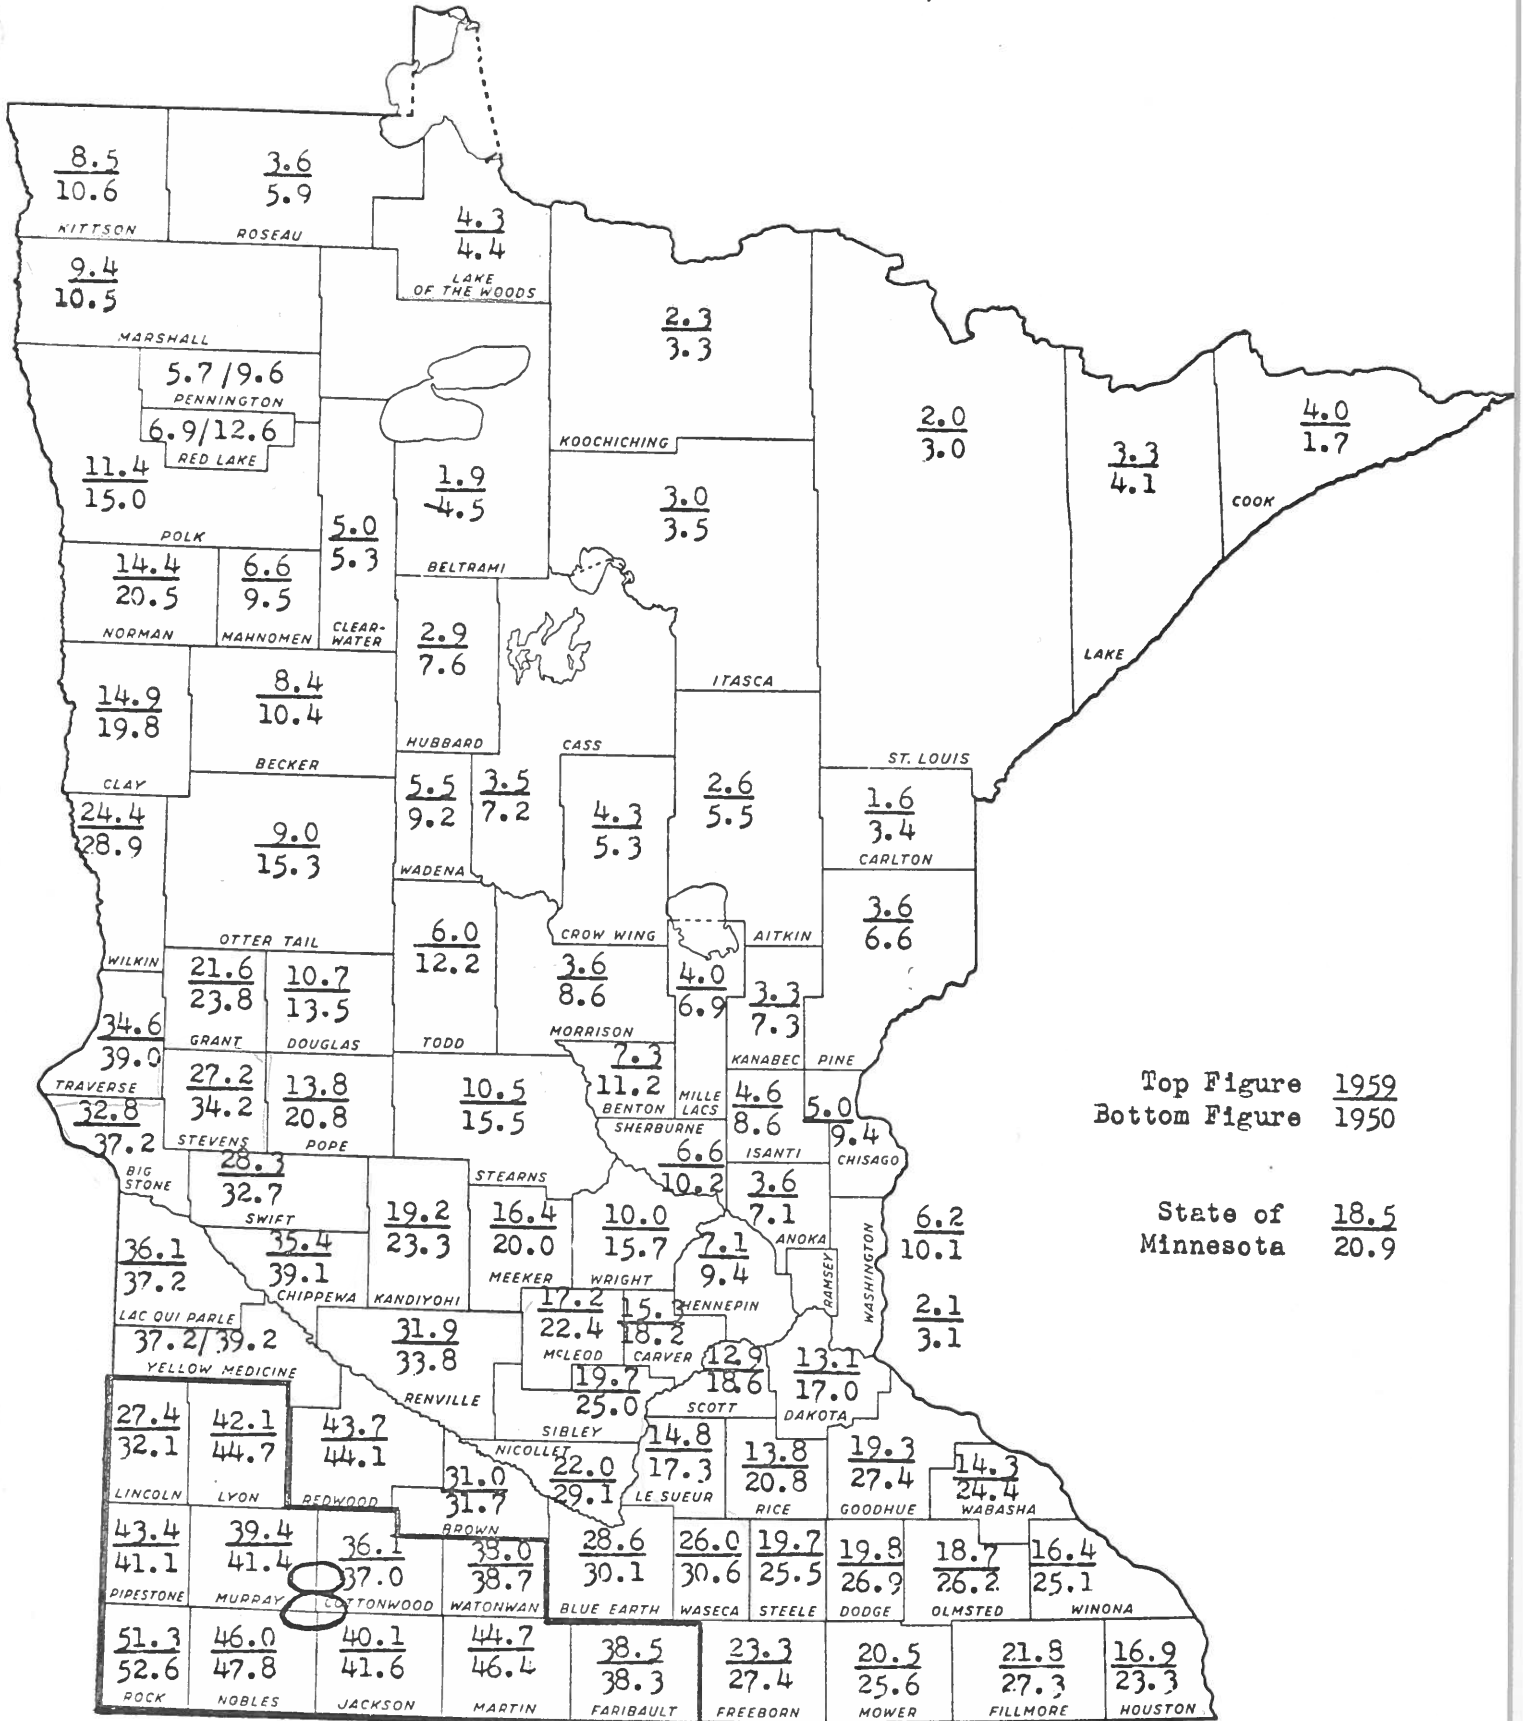 8.5
10.6
KITTSON
3.6
5.9
ROSEAU
4.3
4.4
LAKE
OF THE WOODS
9.4
10.5
MARSHALL
2.3
3.3
KOOCHICHING
5.7/9.6
PENNINGTON
6.9/12.6
RED LAKE
11.4
15.0
POLK
5.0
5.3
CLEAR-
WATER
1.9
4.5
BELTRAMI
3.0
3.5
ITASCA
2.0
3.0
ST. LOUIS
3.3
4.1
LAKE
4.0
1.7
COOK
14.4
20.5
NORMAN
6.6
9.5
MAHNOMEN
2.9
7.6
HUBBARD
14.9
19.8
CLAY
8.4
10.4
BECKER
CASS
3.5
7.2
5.5
9.2
WADENA
4.3
5.3
CROW WING
2.6
5.5
AITKIN
1.6
3.4
CARLTON
24.4
28.9
WILKIN
9.0
15.3
OTTER TAIL
6.0
12.2
TODD
3.6
8.6
MORRISON
4.0
6.9
MILLE
LACS
3.3
7.3
KANABEC
3.6
6.6
PINE
21.6
23.8
GRANT
10.7
13.5
DOUGLAS
34.6
39.0
TRAVERSE
27.2
34.2
STEVENS
13.8
20.8
POPE
10.5
15.5
STEARNS
7.3
11.2
BENTON
SHERBURNE
6.6
10.2
4.6
8.6
ISANTI
5.0
9.4
CHISAGO
Top Figure 1959
Bottom Figure 1950
State of 18.5
Minnesota 20.9
32.8
37.2
BIG
STONE
28.3
32.7
SWIFT
19.2
23.3
KANDIYOHI
16.4
20.0
MEEKER
10.0
15.7
WRIGHT
3.6
7.1
ANOKA
7.1
9.4
HENNEPIN
RAMSEY
WASHINGTON
6.2
10.1
2.1
3.1
36.1
37.2
LAC QUI PARLE
35.4
39.1
CHIPPEWA
37.2/39.2
YELLOW MEDICINE
31.9
33.8
RENVILLE
17.2
22.4
McLEOD
18.2
CARVER
12.9
18.6
SCOTT
13.1
17.0
DAKOTA
19.7
25.0
SIBLEY
27.4
32.1
LINCOLN
42.1
44.7
LYON
43.7
44.1
REDWOOD
NICOLLET
22.0
29.1
31.0
31.7
BROWN
14.8
17.3
LE SUEUR
13.8
20.8
RICE
19.3
27.4
GOODHUE
14.3
24.4
WABASHA
43.4
41.1
PIPESTONE
39.4
41.4
MURRAY
36.1
37.0
COTTONWOOD
38.0
38.7
WATONWAN
28.6
30.1
BLUE EARTH
26.0
30.6
WASECA
19.7
25.5
STEELE
19.8
26.9
DODGE
18.7
26.2
OLMSTED
16.4
25.1
WINONA
51.3
52.6
ROCK
46.0
47.8
NOBLES
40.1
41.6
JACKSON
44.7
46.4
MARTIN
38.5
38.3
FARIBAULT
23.3
27.4
FREEBORN
20.5
25.6
MOWER
21.8
27.3
FILLMORE
16.9
23.3
HOUSTON